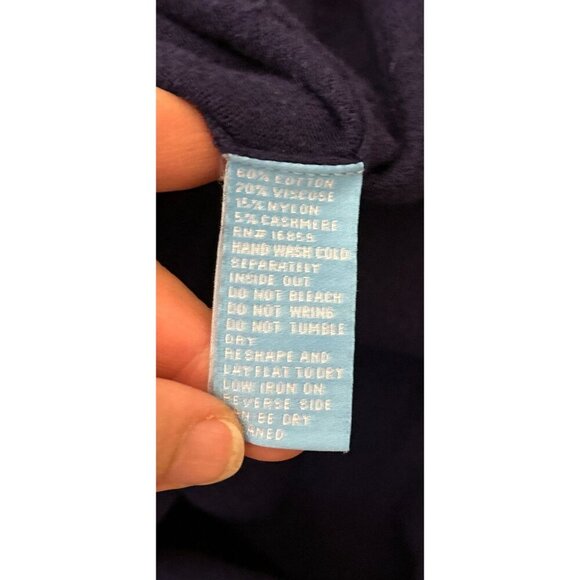 60% COTTON
20% VISCOSE
15% NYLON
5% CASHMERE
RN# 16855
HAND WASH COLD
SEPARATELY
INSIDE OUT
DO NOT BLEACH
DO NOT WRING
DO NOT TUMBLE
DRY
RESHAPE AND
LAY FLAT TO DRY
LOW IRON ON
REVERSE SIDE
BE DRY